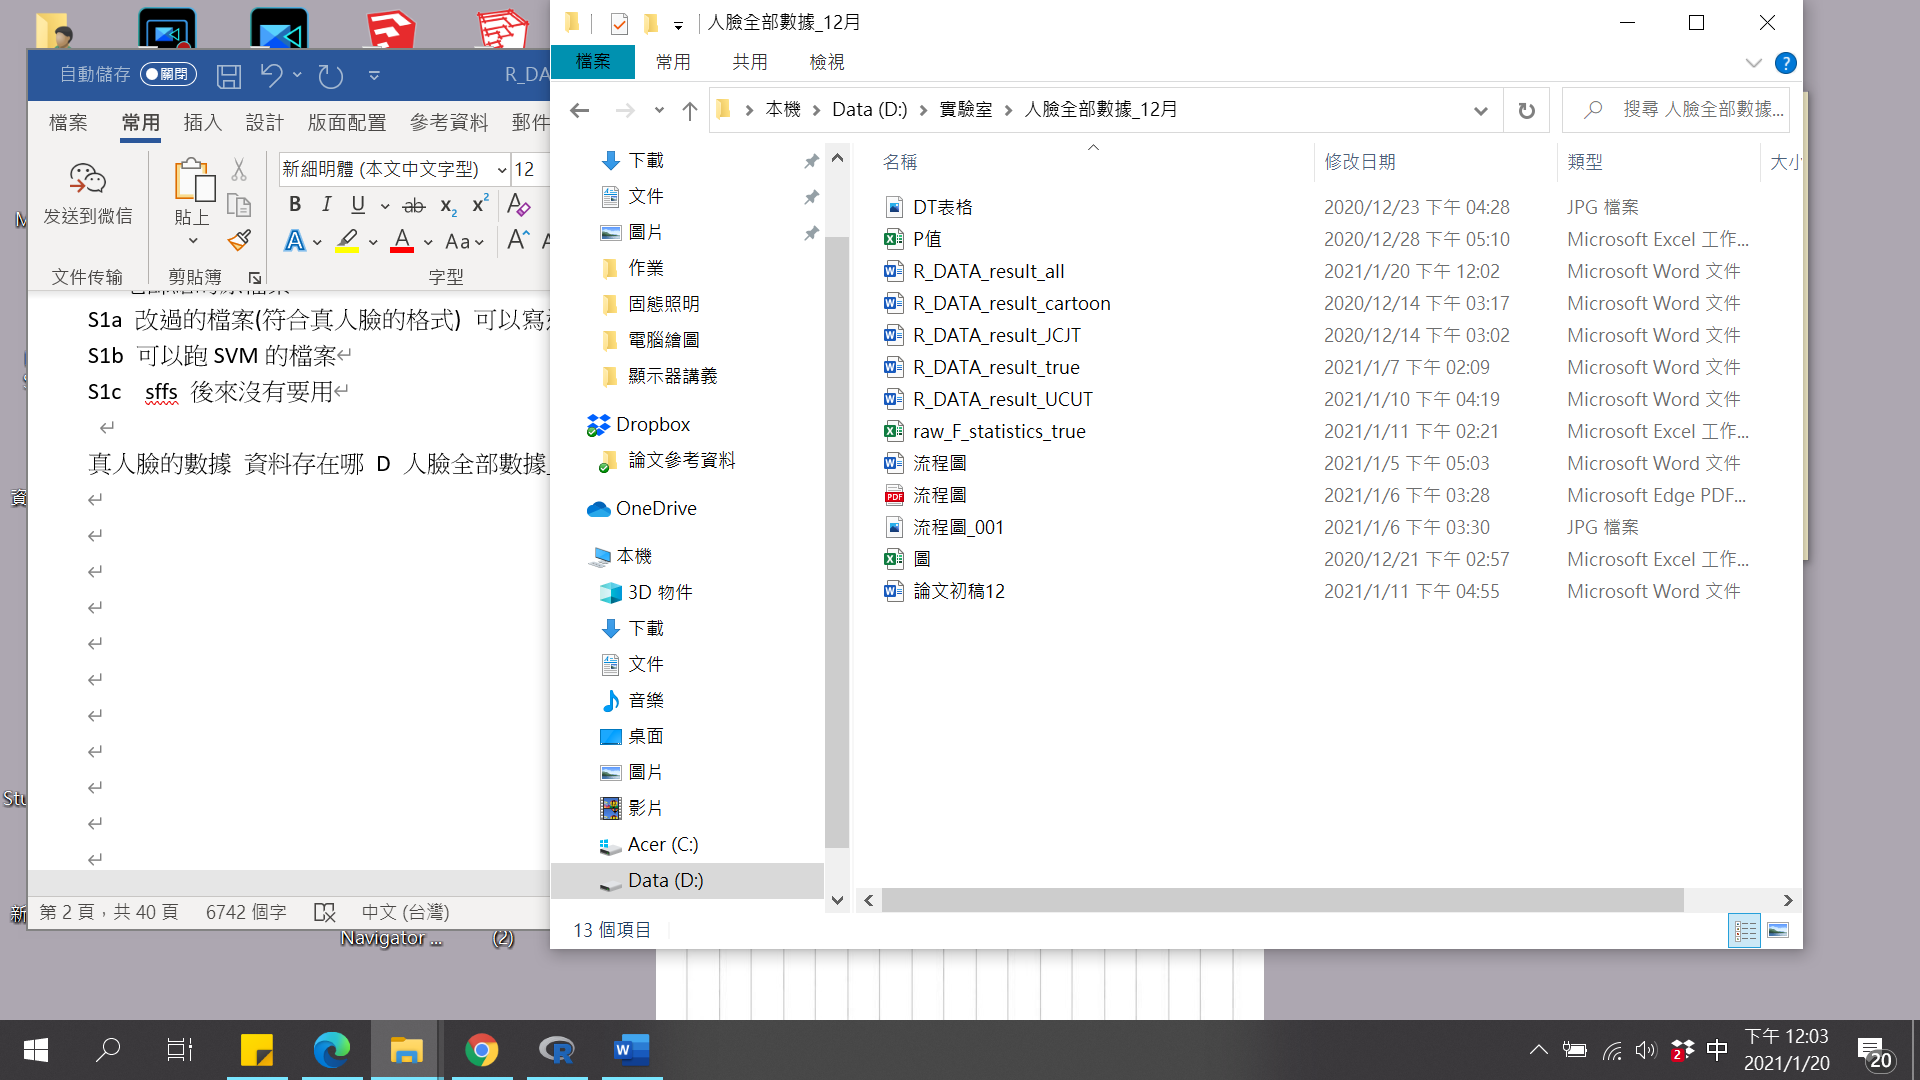 自動儲存 關閉 R_DA
檔案 常用 插入 設計 版面配置 參考資料 郵件
发送到微信
貼上
新細明體 (本文中文字型) 12
B I U ab x₂ x²
A A Aa A
文件传输 剪貼簿 字型
S1a 改過的檔案(符合真人臉的格式) 可以寫
S1b 可以跑 SVM 的檔案
S1c sffs 後來沒有要用
真人臉的數據 資料存在哪 D 人臉全部數據_
第 2 頁,共 40 頁 6742 個字 中文 (台灣)
Navigator ... (2)
M
資
Stu
新
人臉全部數據_12月
檔案 常用 共用 檢視
本機 Data (D:) 實驗室 人臉全部數據_12月
搜尋 人臉全部數據...
下載
文件
圖片
作業
固態照明
電腦繪圖
顯示器講義
Dropbox
論文參考資料
OneDrive
本機
3D 物件
下載
文件
音樂
桌面
圖片
影片
Acer (C:)
Data (D:)
名稱 修改日期 類型 大小
DT表格 2020/12/23 下午 04:28 JPG 檔案
P值 2020/12/28 下午 05:10 Microsoft Excel 工作...
R_DATA_result_all 2021/1/20 下午 12:02 Microsoft Word 文件
R_DATA_result_cartoon 2020/12/14 下午 03:17 Microsoft Word 文件
R_DATA_result_JCJT 2020/12/14 下午 03:02 Microsoft Word 文件
R_DATA_result_true 2021/1/7 下午 02:09 Microsoft Word 文件
R_DATA_result_UCUT 2021/1/10 下午 04:19 Microsoft Word 文件
raw_F_statistics_true 2021/1/11 下午 02:21 Microsoft Excel 工作...
流程圖 2021/1/5 下午 05:03 Microsoft Word 文件
PDF 流程圖 2021/1/6 下午 03:28 Microsoft Edge PDF...
流程圖_001 2021/1/6 下午 03:30 JPG 檔案
圖 2020/12/21 下午 02:57 Microsoft Excel 工作...
論文初稿12 2021/1/11 下午 04:55 Microsoft Word 文件
13 個項目
2 中 下午 12:03
2021/1/20 20